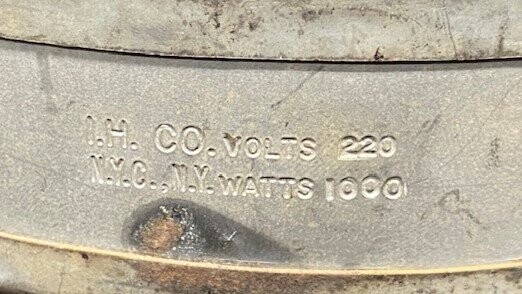 I.H. CO. VOLTS 220
N.Y.C., N.Y. WATTS 1000